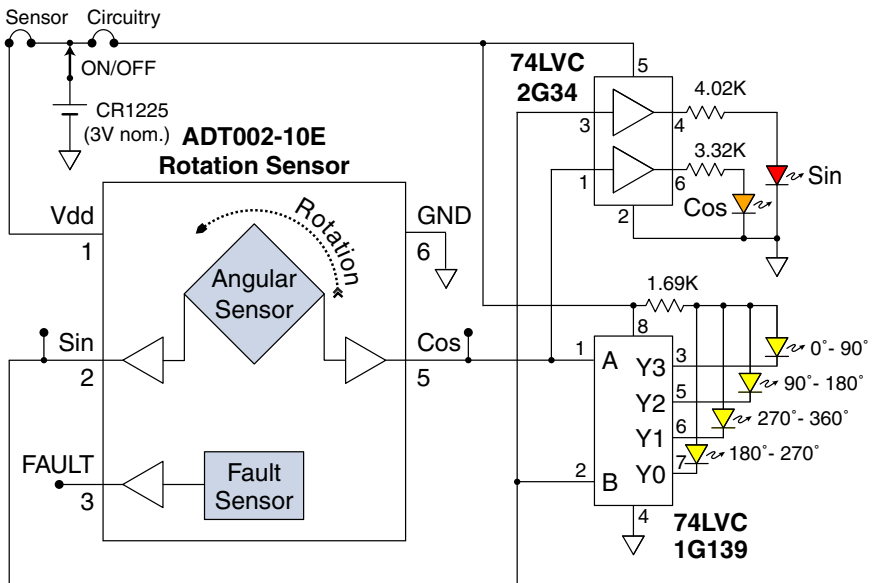 Sensor Circuitry
ON/OFF
CR1225
(3V nom.)
ADT002-10E
Rotation Sensor
Vdd
1
GND
6
Rotation
Angular
Sensor
Sin
2
Cos
5
FAULT
3
Fault
Sensor
74LVC
2G34
5
3
4
1
6
2
4.02K
3.32K
Sin
Cos
1.69K
8
1
A
Y3
3
0˚- 90˚
Y2
5
90˚- 180˚
Y1
6
270˚- 360˚
2
B
Y0
7
180˚- 270˚
4
74LVC
1G139